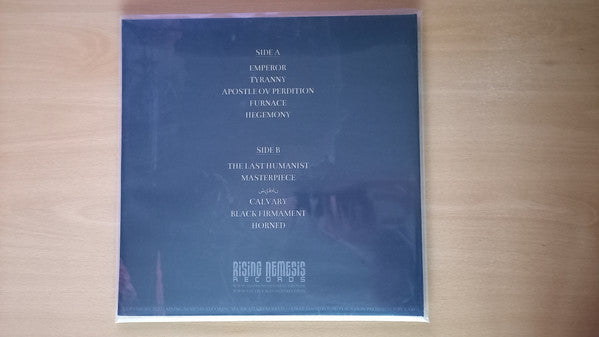 SIDE A
EMPEROR
TYRANNY
APOSTLE OV PERDITION
FURNACE
HEGEMONY
SIDE B
THE LAST HUMANIST
MASTERPIECE
CALVARY
BLACK FIRMAMENT
HORNED
RISING NEMESIS
RECORDS